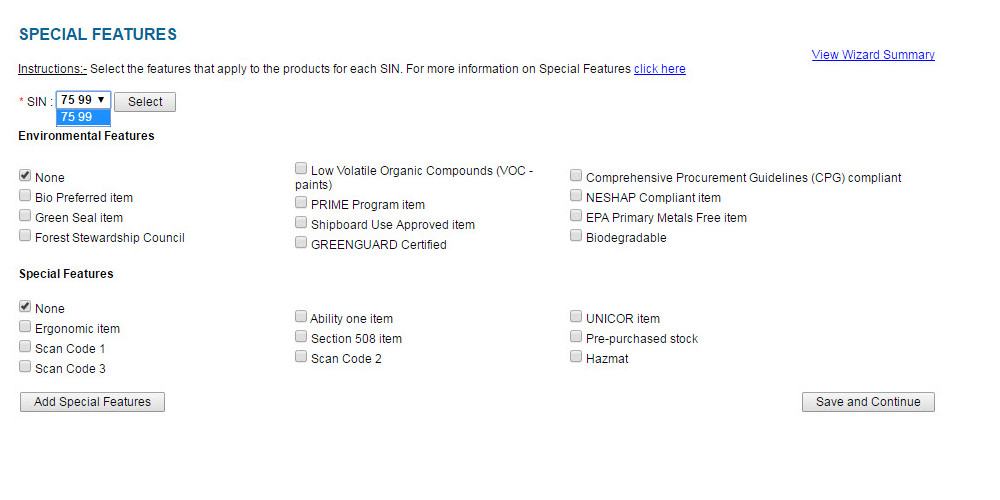 SPECIAL FEATURES
View Wizard Summary
Instructions:- Select the features that apply to the products for each SIN. For more information on Special Features click here
* SIN : 75 99 ▼ Select
75 99
Environmental Features
None
Bio Preferred item
Green Seal item
Forest Stewardship Council
Low Volatile Organic Compounds (VOC -
paints)
PRIME Program item
Shipboard Use Approved item
GREENGUARD Certified
Comprehensive Procurement Guidelines (CPG) compliant
NESHAP Compliant item
EPA Primary Metals Free item
Biodegradable
Special Features
None
Ergonomic item
Scan Code 1
Scan Code 3
Ability one item
Section 508 item
Scan Code 2
UNICOR item
Pre-purchased stock
Hazmat
Add Special Features
Save and Continue